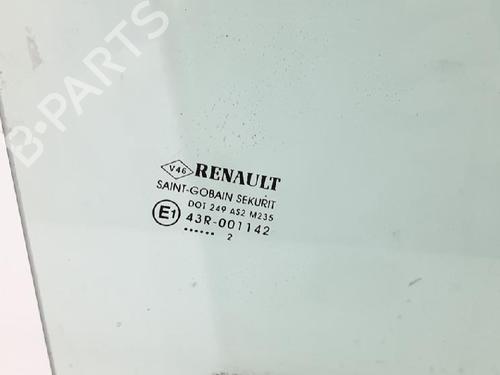 B-PARTS
V46 RENAULT
SAINT-GOBAIN SEKURIT
DOT 249 AS2 M235
E1 43R-001142
...... 2